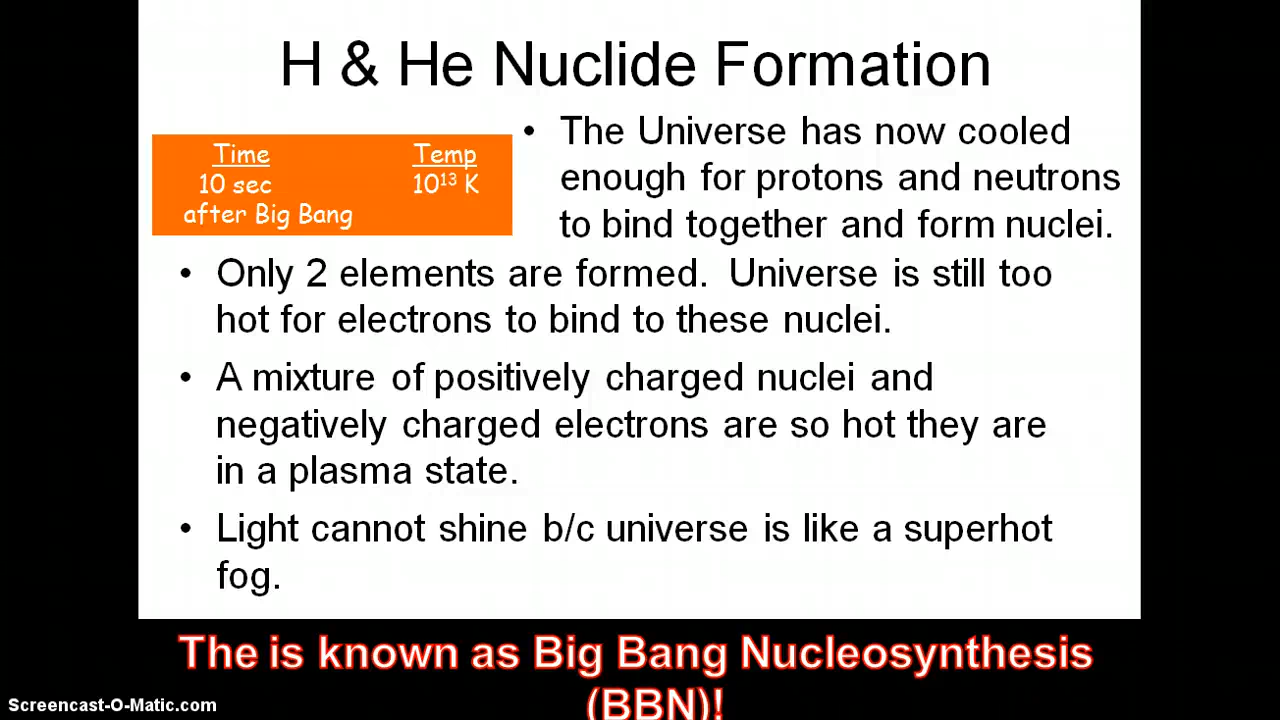 H & He Nuclide Formation
Time Temp
10 sec 10¹³ K
after Big Bang
• The Universe has now cooled
enough for protons and neutrons
to bind together and form nuclei.
• Only 2 elements are formed. Universe is still too
hot for electrons to bind to these nuclei.
• A mixture of positively charged nuclei and
negatively charged electrons are so hot they are
in a plasma state.
• Light cannot shine b/c universe is like a superhot
fog.
The is known as Big Bang Nucleosynthesis
(BBN)!
Screencast-O-Matic.com